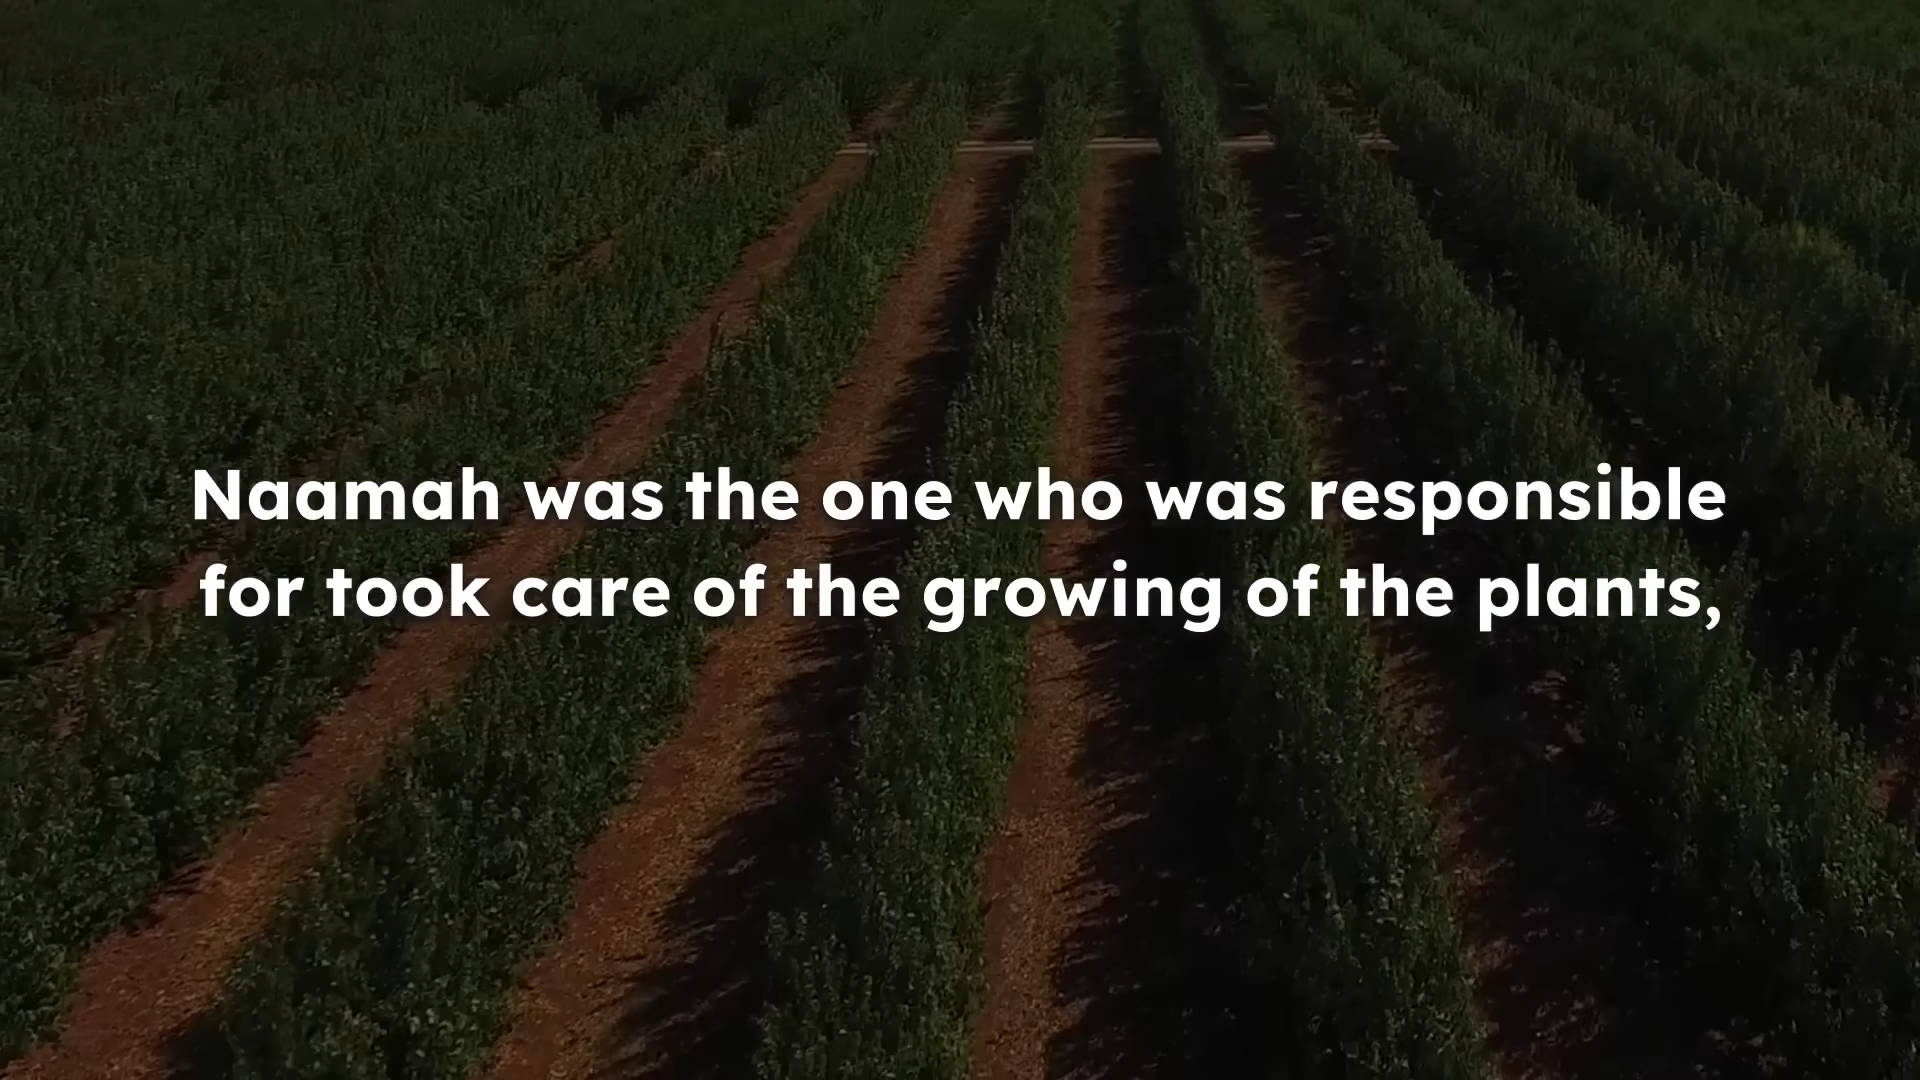 Naamah was the one who was responsible
for took care of the growing of the plants,